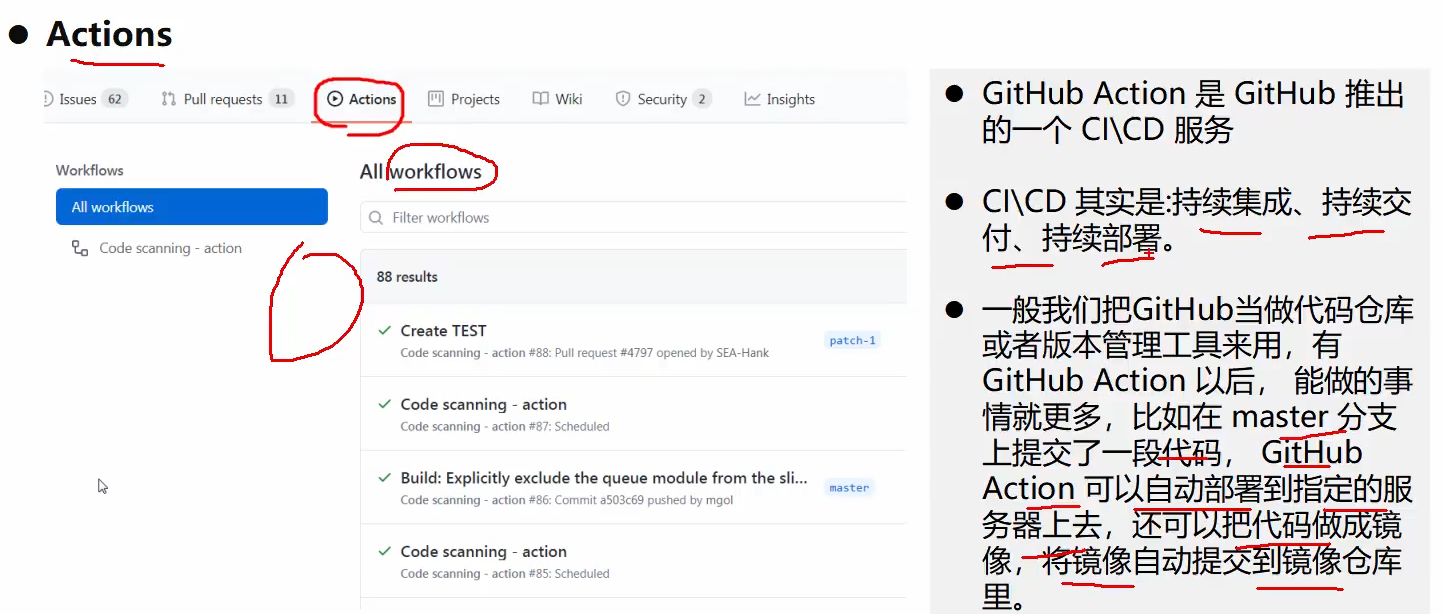 ● Actions
Issues 62 Pull requests 11 Actions Projects Wiki Security 2 Insights
Workflows
All workflows
Code scanning - action
All workflows
Filter workflows
88 results
Create TEST
patch-1
Code scanning - action #88: Pull request #4797 opened by SEA-Hank
Code scanning - action
Code scanning - action #87: Scheduled
Build: Explicitly exclude the queue module from the sli...
master
Code scanning - action #86: Commit a503c69 pushed by mgol
Code scanning - action
Code scanning - action #85: Scheduled
● GitHub Action 是 GitHub 推出
的一个 CI\CD 服务
● CI\CD 其实是:持续集成、持续交
付、持续部署。
● 一般我们把GitHub当做代码仓库
或者版本管理工具来用，有
GitHub Action 以后， 能做的事
情就更多，比如在 master 分支
上提交了一段代码， GitHub
Action 可以自动部署到指定的服
务器上去，还可以把代码做成镜
像，将镜像自动提交到镜像仓库
里。